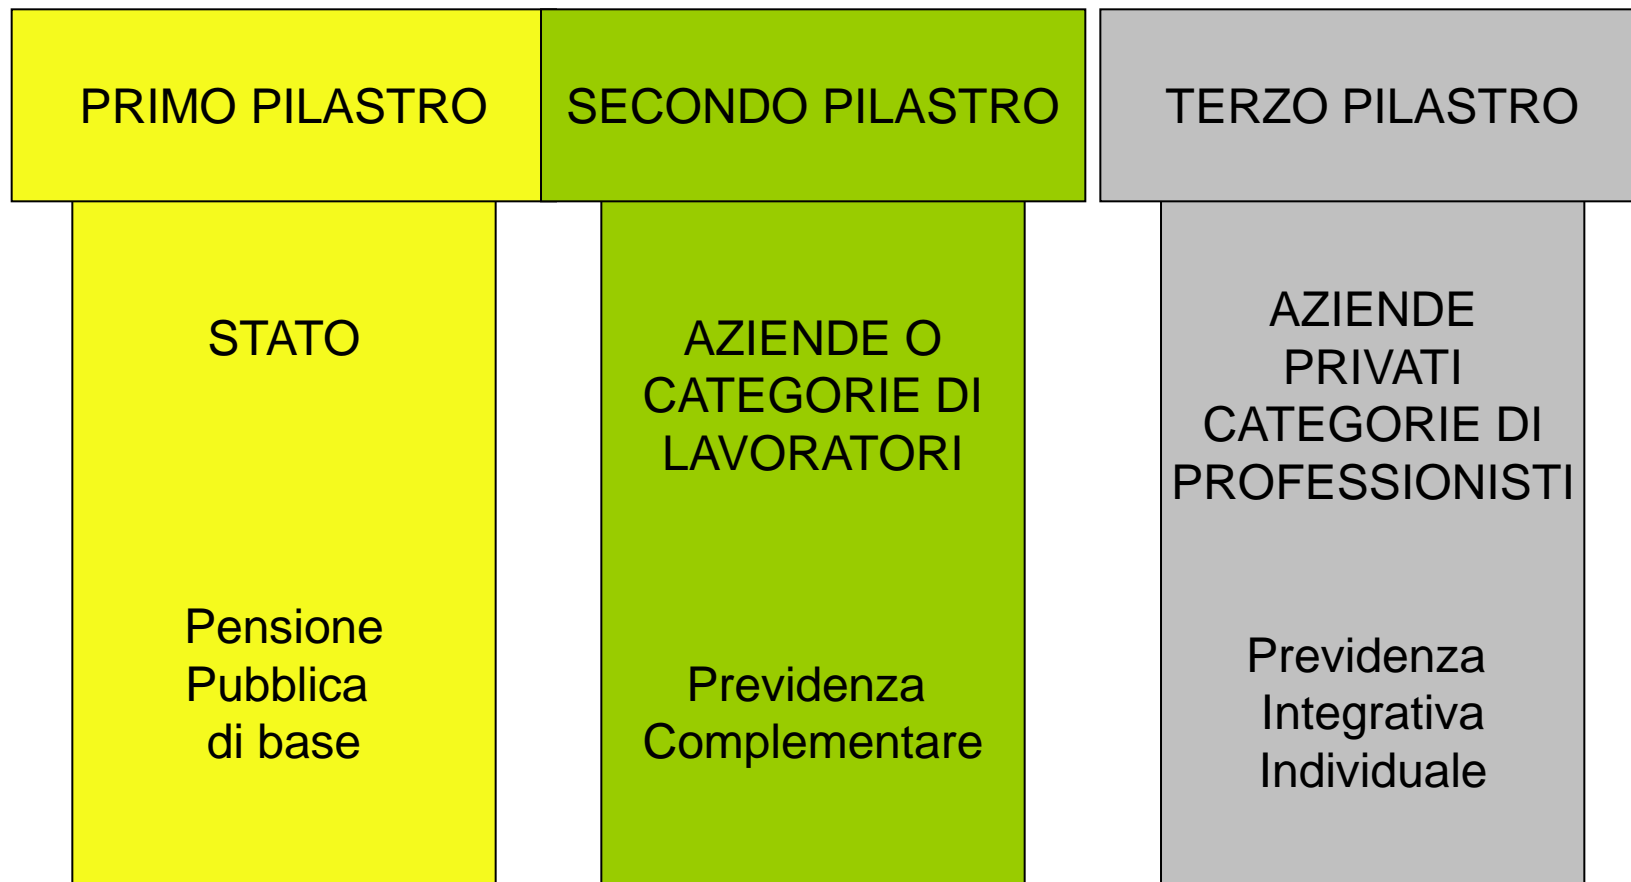 PRIMO PILASTRO
STATO
Pensione
Pubblica
di base
SECONDO PILASTRO
AZIENDE O
CATEGORIE DI
LAVORATORI
Previdenza
Complementare
TERZO PILASTRO
AZIENDE
PRIVATI
CATEGORIE DI
PROFESSIONISTI
Previdenza
Integrativa
Individuale